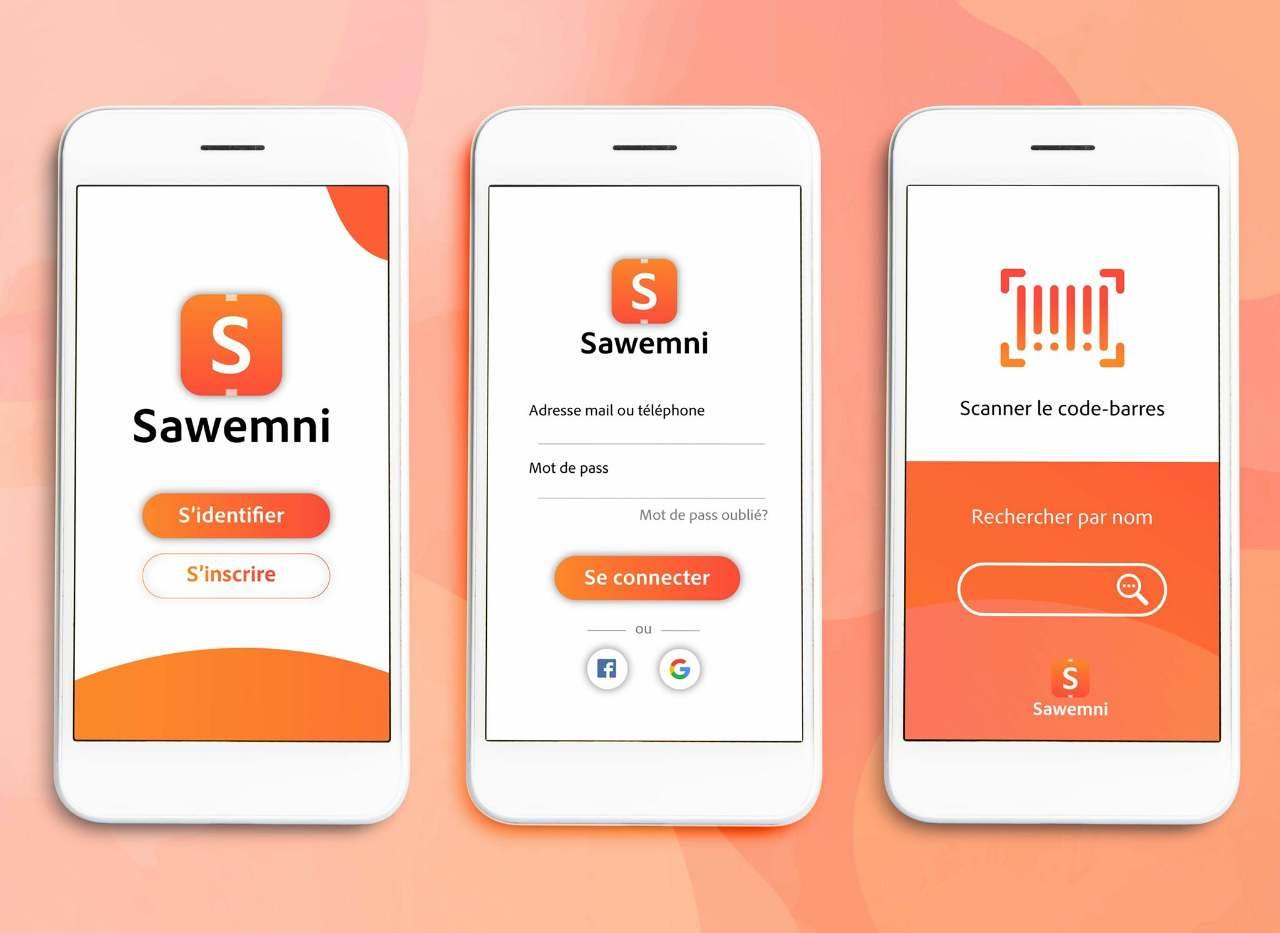 S
Sawemni
S'identifier
S'inscrire
S
Sawemni
Adresse mail ou téléphone
Mot de pass
Mot de pass oublié?
Se connecter
ou
f
G
Scanner le code-barres
Rechercher par nom
S
Sawemni